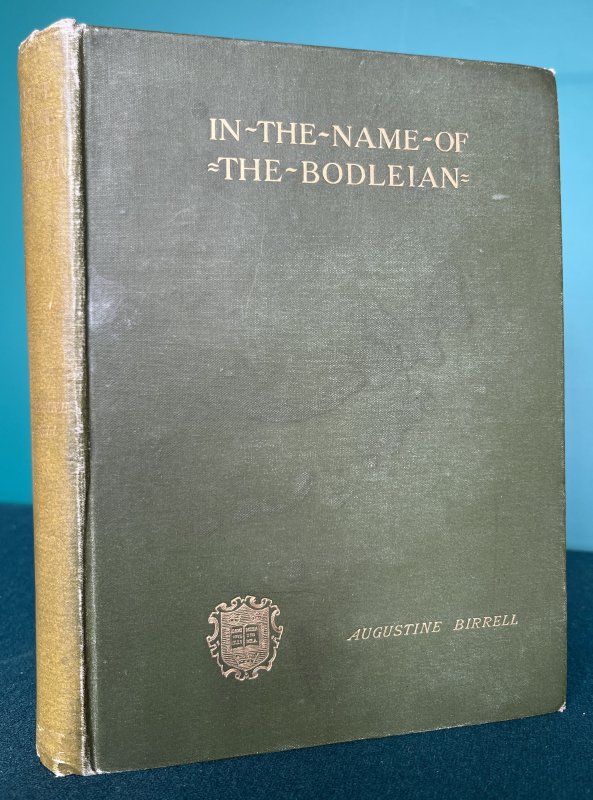 IN~THE~NAME~OF
≈THE~BODLEIAN≈
AUGUSTINE BIRRELL